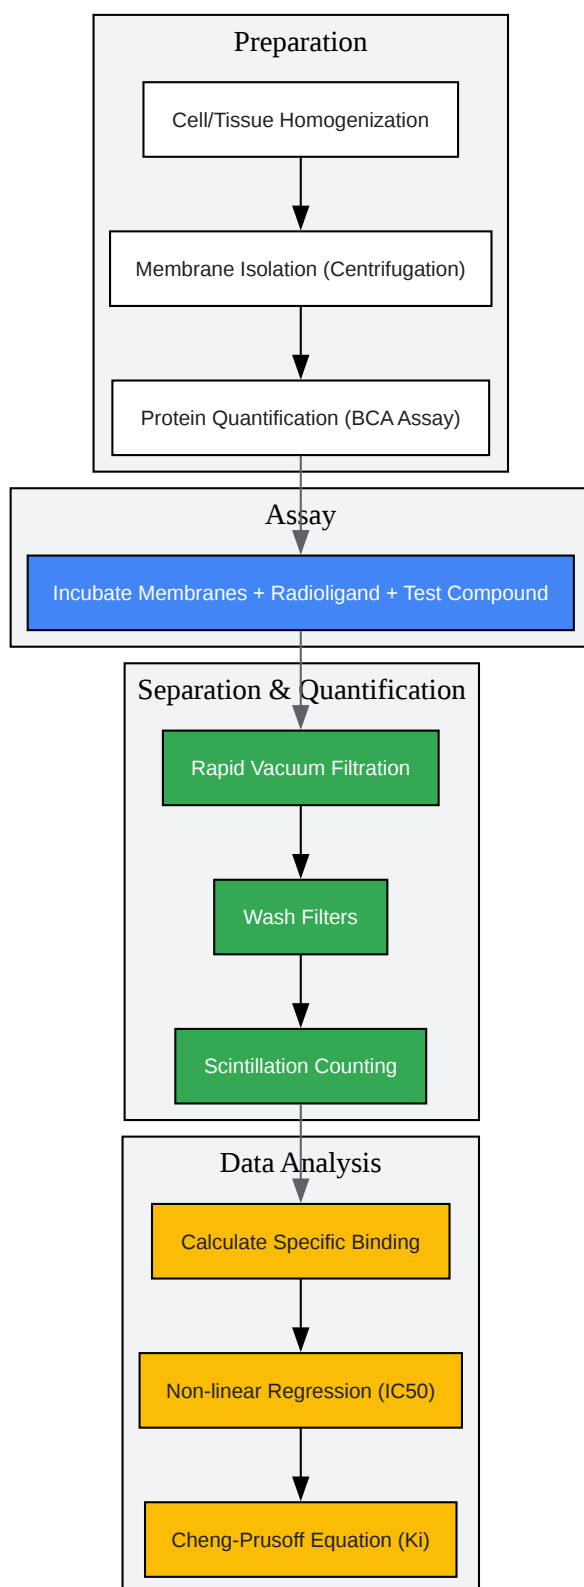 Preparation
Cell/Tissue Homogenization
Membrane Isolation (Centrifugation)
Protein Quantification (BCA Assay)
Assay
Incubate Membranes + Radioligand + Test Compound
Separation & Quantification
Rapid Vacuum Filtration
Wash Filters
Scintillation Counting
Data Analysis
Calculate Specific Binding
Non-linear Regression (IC50)
Cheng-Prusoff Equation (Ki)